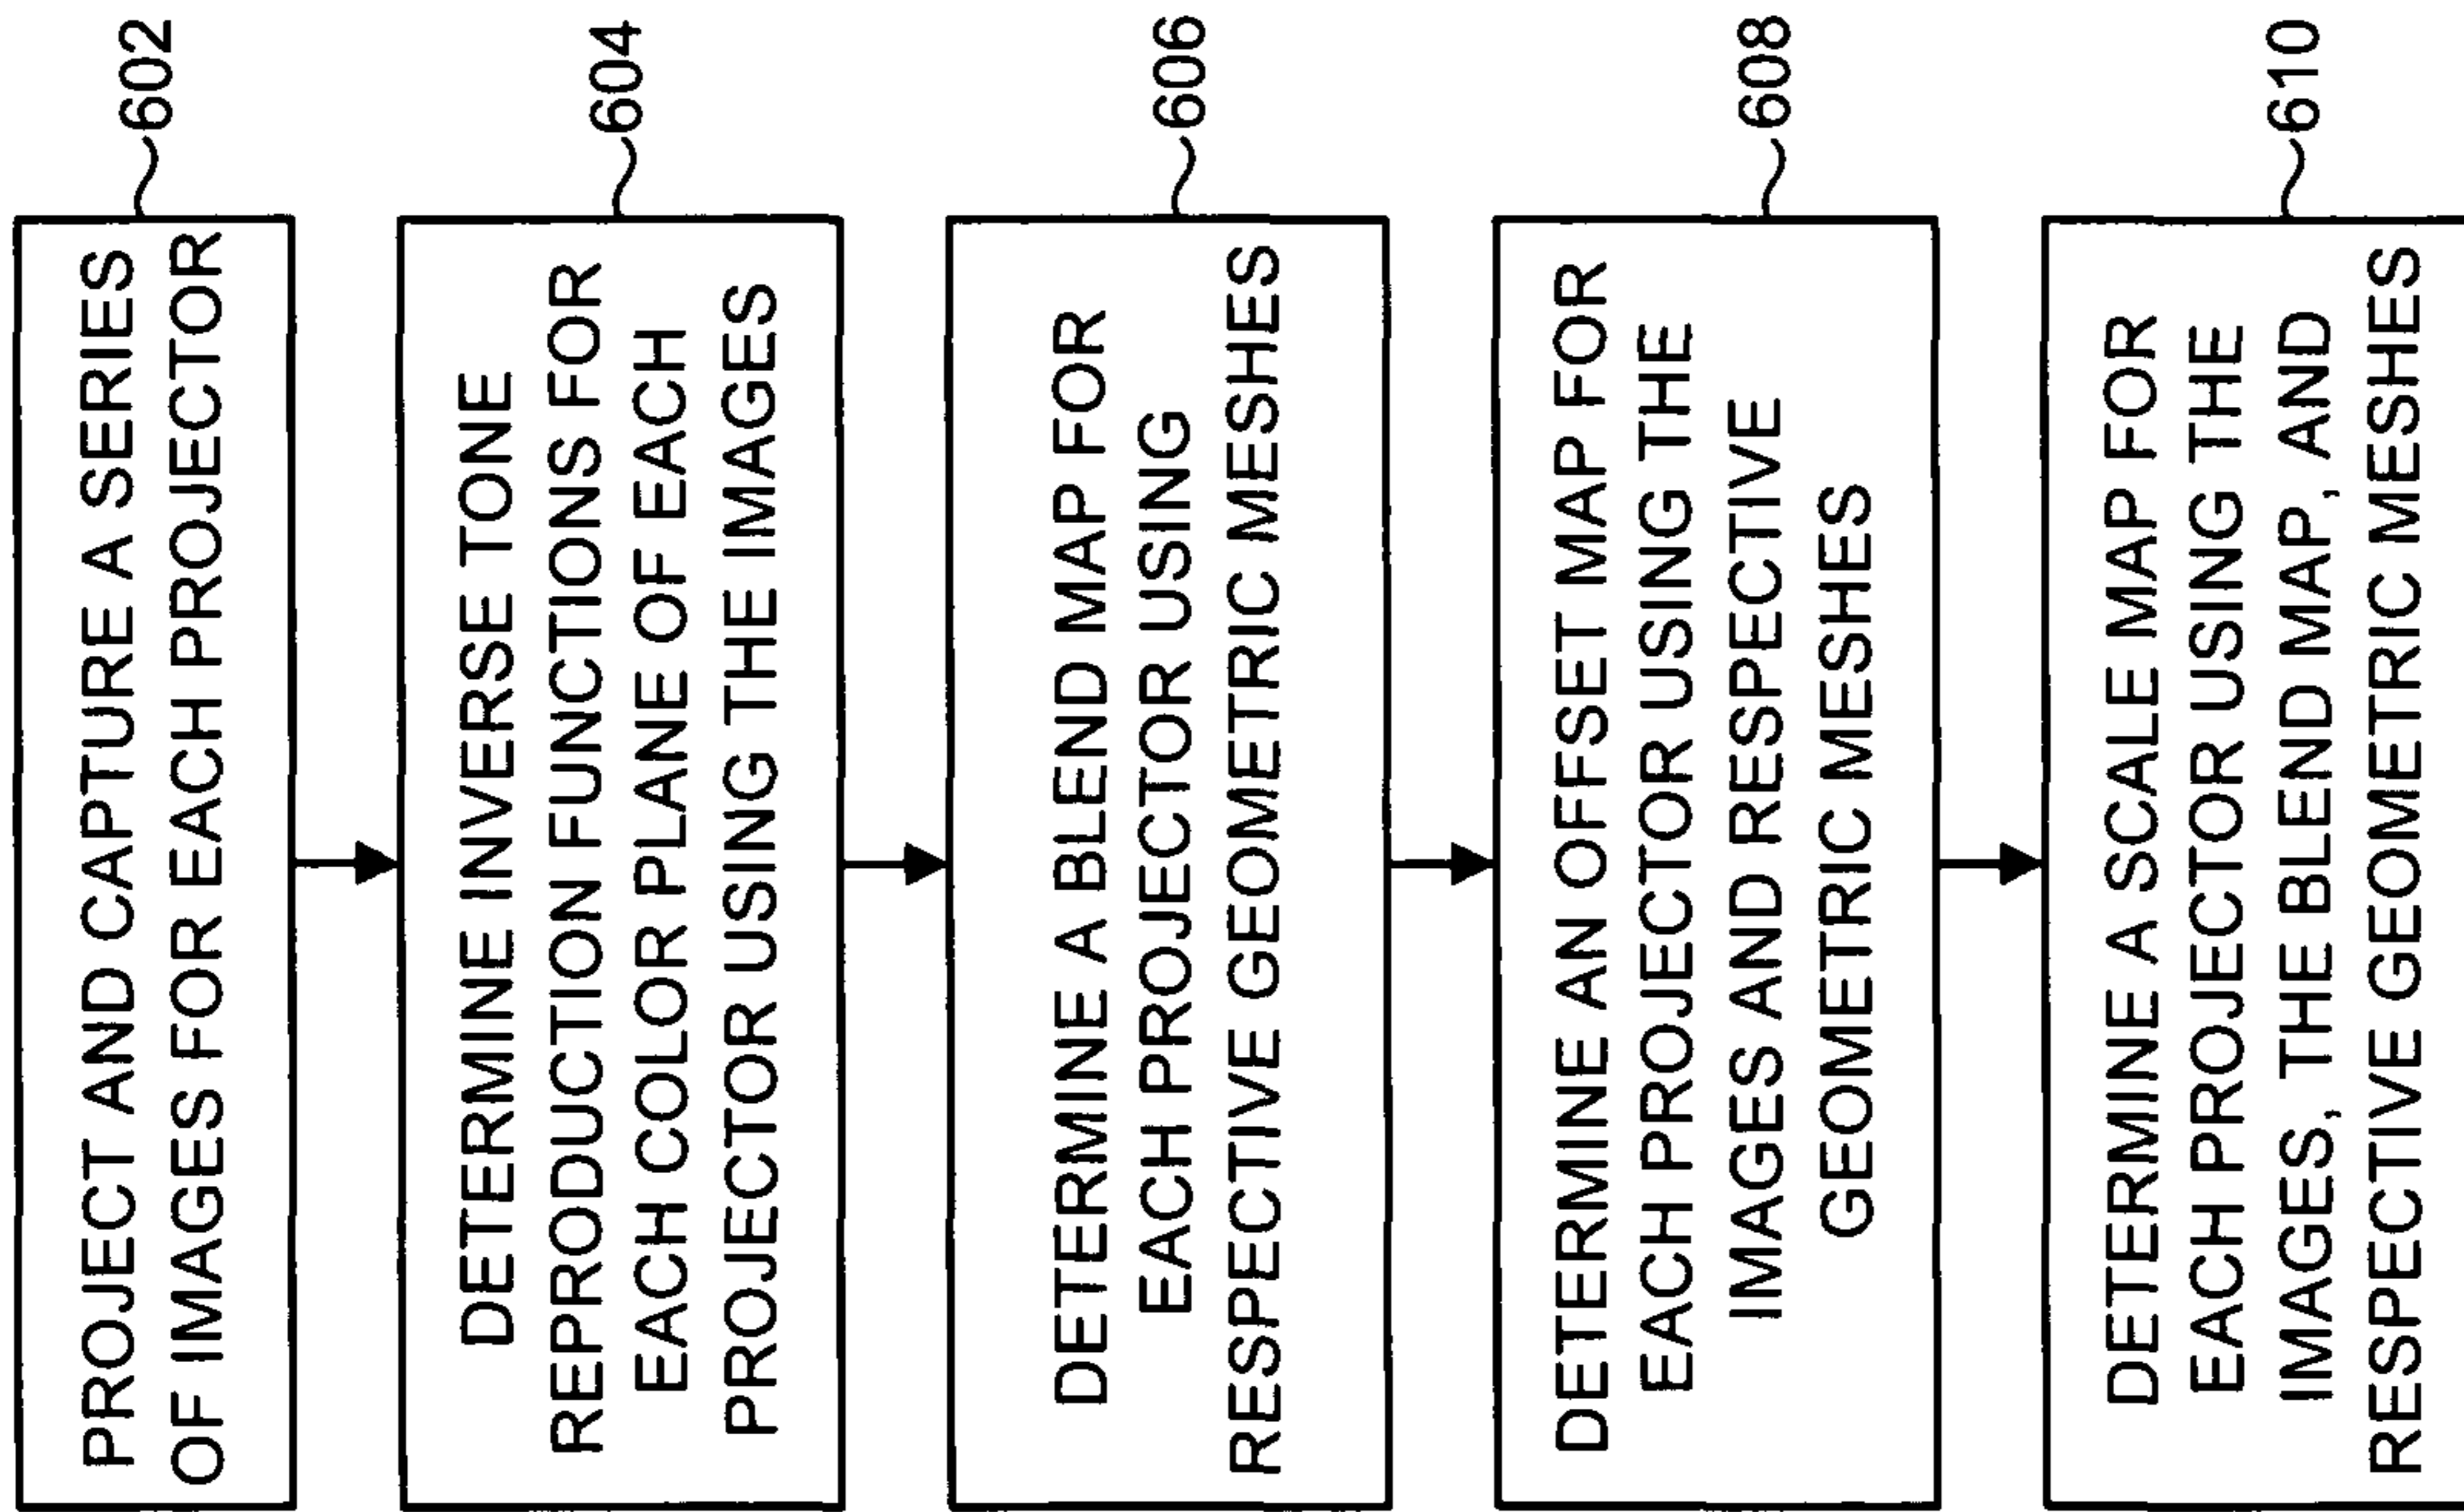 PROJECT AND CAPTURE A SERIES
OF IMAGES FOR EACH PROJECTOR
602
DETERMINE INVERSE TONE
REPRODUCTION FUNCTIONS FOR
EACH COLOR PLANE OF EACH
PROJECTOR USING THE IMAGES
604
DETERMINE A BLEND MAP FOR
EACH PROJECTOR USING
RESPECTIVE GEOMETRIC MESHES
606
DETERMINE AN OFFSET MAP FOR
EACH PROJECTOR USING THE
IMAGES AND RESPECTIVE
GEOMETRIC MESHES
608
DETERMINE A SCALE MAP FOR
EACH PROJECTOR USING THE
IMAGES, THE BLEND MAP, AND
RESPECTIVE GEOMETRIC MESHES
610